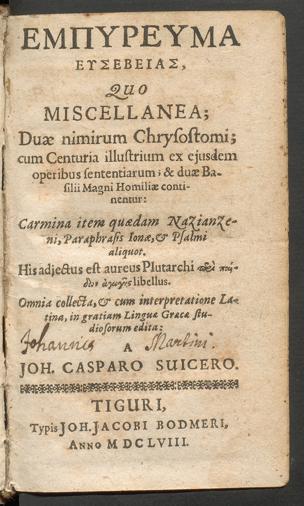 ΕΜΠΥΡΕΥΜΑ
ΕΥΣΕΒΕΙΑΣ,
QUO
MISCELLANEA;
Duæ nimirum Chrysostomi;
cum Centuria illustrium ex ejusdem
operibus sententiarum; & duæ Ba-
silii Magni Homiliæ conti-
nentur:
Carmina item quædam Nazianze-
ni, Paraphrasis Ionæ, & Psalmi
aliquot.
His adjectus est aureus Plutarchi περὶ παί-
δων ἀγωγῆς libellus.
Omnia collecta, & cum interpretatione La-
tina, in gratiam Linguæ Græcæ stu-
diosorum edita:
Johannes A Martini.
JOH. CASPARO SUICERO.
TIGURI,
Typis JOH. JACOBI BODMERI,
ANNO MDCLVIII.